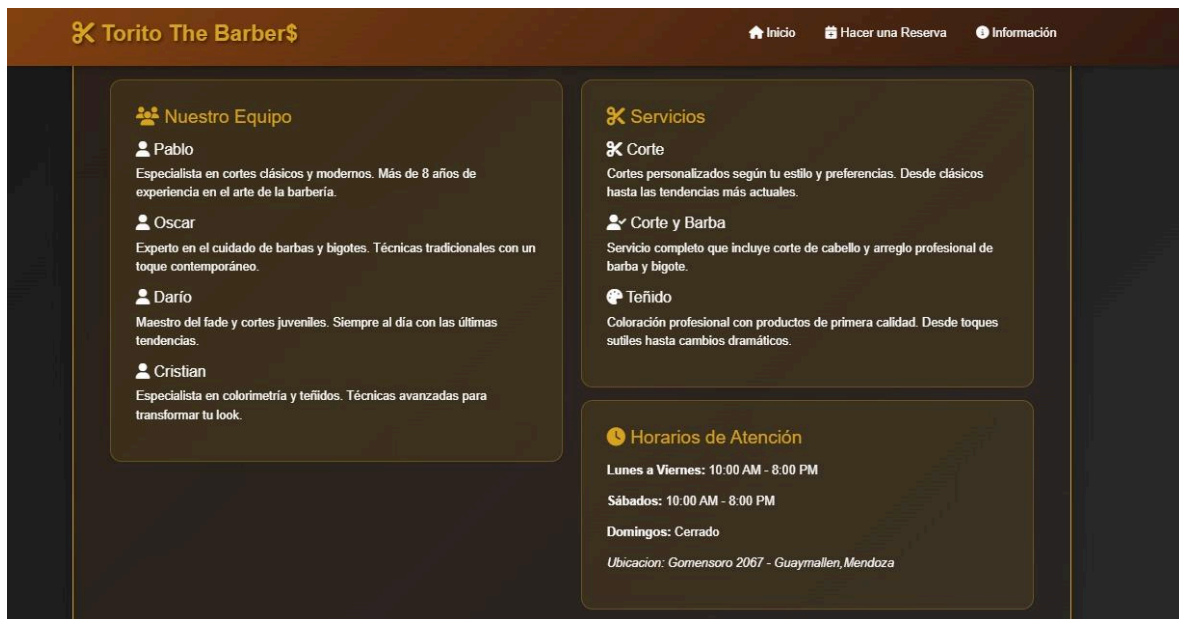 Torito The Barber$
Inicio
Hacer una Reserva
Información
Nuestro Equipo
Pablo
Especialista en cortes clásicos y modernos. Más de 8 años de
experiencia en el arte de la barbería.
Oscar
Experto en el cuidado de barbas y bigotes. Técnicas tradicionales con un
toque contemporáneo.
Darío
Maestro del fade y cortes juveniles. Siempre al día con las últimas
tendencias.
Cristian
Especialista en colorimetría y teñidos. Técnicas avanzadas para
transformar tu look.
Servicios
Corte
Cortes personalizados según tu estilo y preferencias. Desde clásicos
hasta las tendencias más actuales.
Corte y Barba
Servicio completo que incluye corte de cabello y arreglo profesional de
barba y bigote.
Teñido
Coloración profesional con productos de primera calidad. Desde toques
sutiles hasta cambios dramáticos.
Horarios de Atención
Lunes a Viernes: 10:00 AM - 8:00 PM
Sábados: 10:00 AM - 8:00 PM
Domingos: Cerrado
Ubicacion: Gomensoro 2067 - Guaymallen,Mendoza